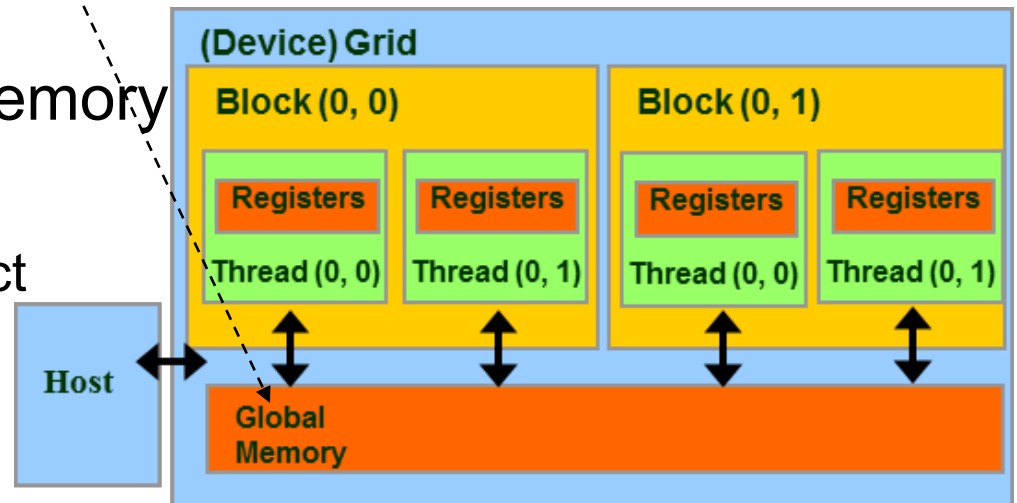 (Device) Grid
emory
Block (0, 0)
Block (0, 1)
Registers
Registers
Registers
Registers
ct
Thread (0, 0)
Thread (0, 1)
Thread (0, 0)
Thread (0, 1)
Host
Global
Memory